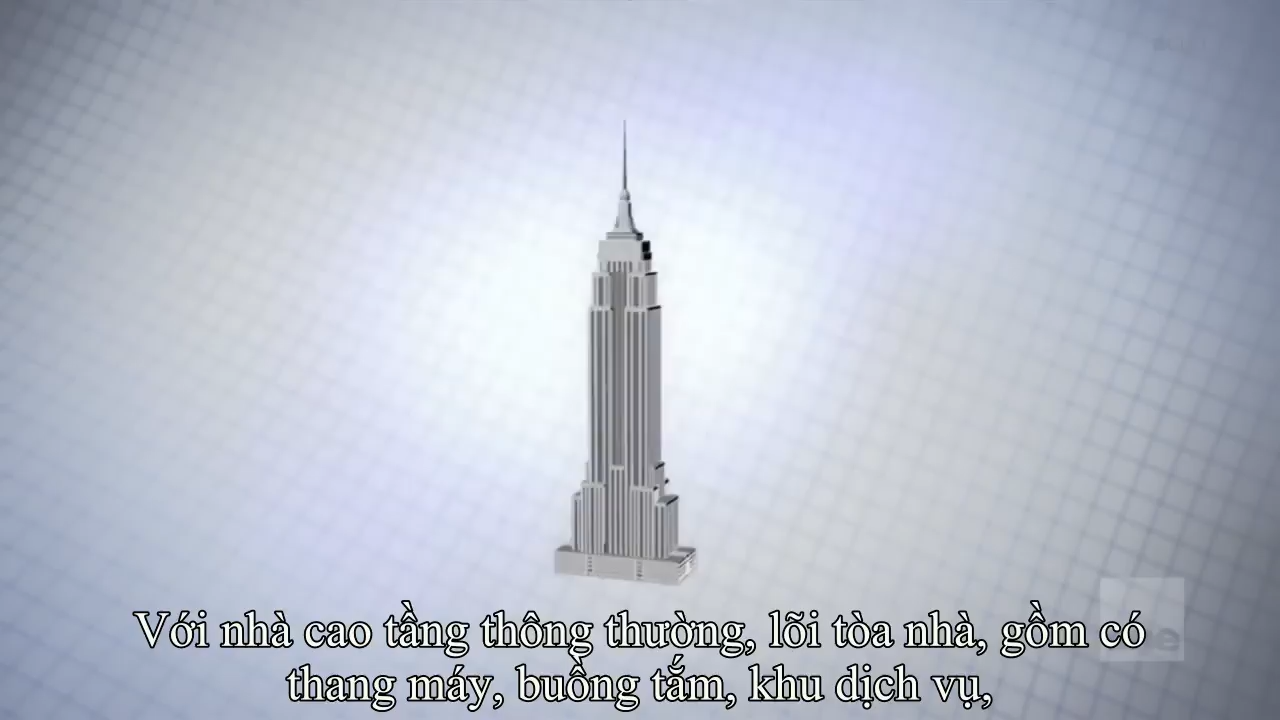 Với nhà cao tầng thông thường, lõi tòa nhà, gồm có
thang máy, buồng tắm, khu dịch vụ,